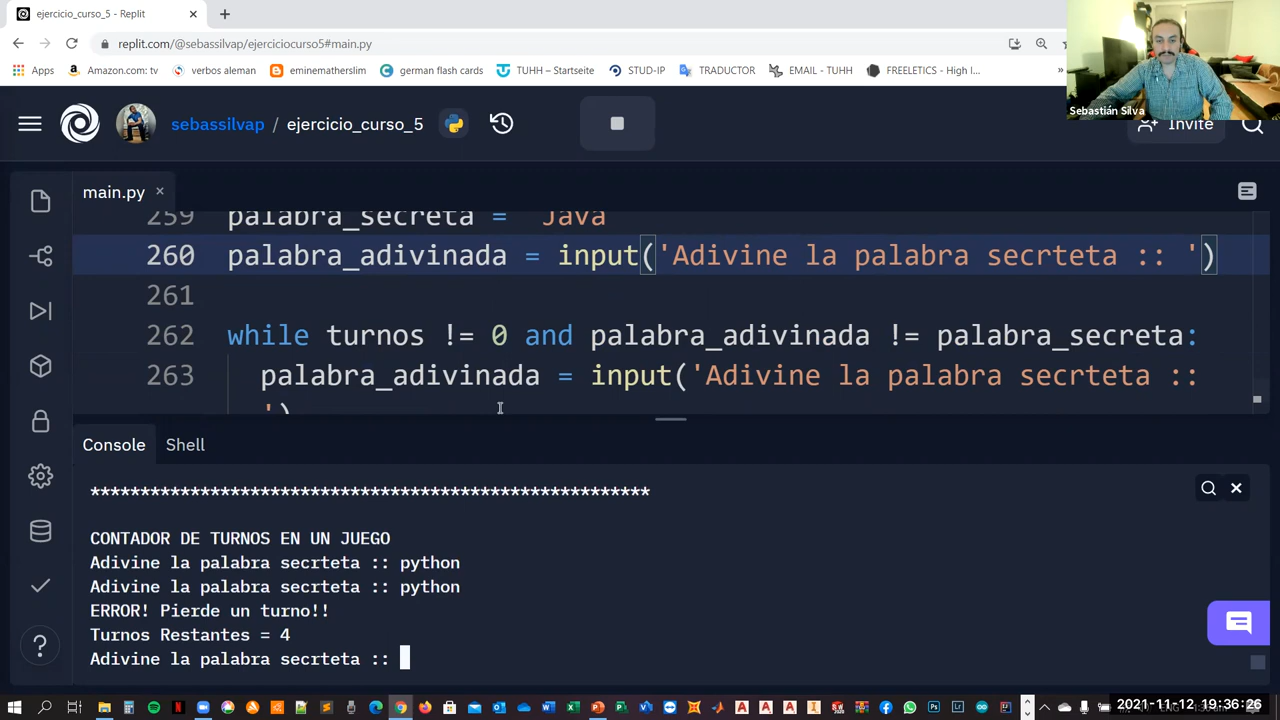 ejercicio_curso_5 - Replit
replit.com/@sebassilvap/ejerciciocurso5#main.py
Apps
Amazon.com: tv
verbos aleman
eminemathslim
german flash cards
TUHH – Startseite
STUD-IP
TRADUCTOR
EMAIL - TUHH
FREELETICS - High I...
»
Sebastián Silva
sebassilvap / ejercicio_curso_5
Invite
main.py
259 palabra_secreta = Java
260 palabra_adivinada = input('Adivine la palabra secrteta :: ')
261
262 while turnos != 0 and palabra_adivinada != palabra_secreta:
263 palabra_adivinada = input('Adivine la palabra secrteta ::
')
Console
Shell
******************************************************** 
CONTADOR DE TURNOS EN UN JUEGO
Adivine la palabra secrteta :: python
Adivine la palabra secrteta :: python
ERROR! Pierde un turno!!
Turnos Restantes = 4
Adivine la palabra secrteta ::
2021-11-12 19:36:26